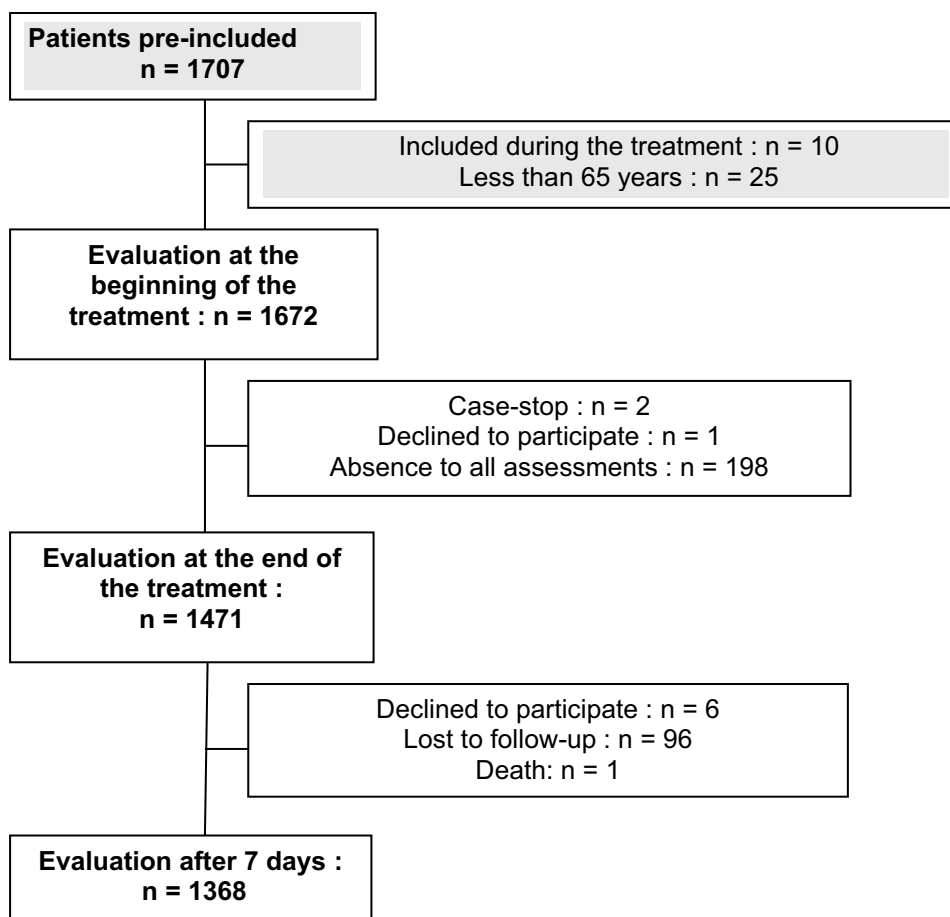 Patients pre-included
n = 1707
Included during the treatment : n = 10
Less than 65 years : n = 25
Evaluation at the
beginning of the
treatment : n = 1672
Case-stop : n = 2
Declined to participate : n = 1
Absence to all assessments : n = 198
Evaluation at the end of
the treatment :
n = 1471
Declined to participate : n = 6
Lost to follow-up : n = 96
Death: n = 1
Evaluation after 7 days :
n = 1368